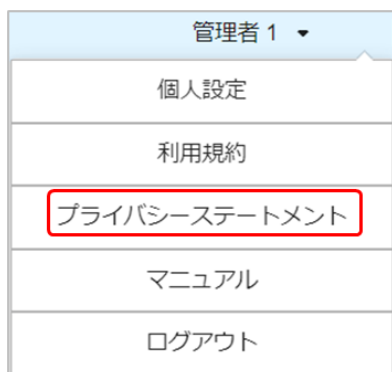 管理者 1
個人設定
利用規約
プライバシーステートメント
マニュアル
ログアウト